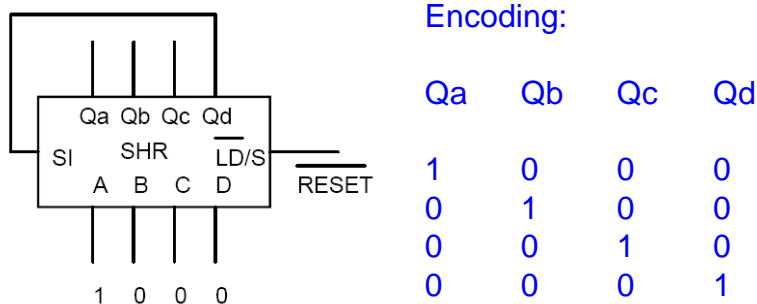 Encoding:
Qa Qb Qc Qd
Qa Qb Qc Qd
SI SHR LD/S
RESET
A B C D
1 0 0 0
0 1 0 0
0 0 1 0
0 0 0 1
1 0 0 0